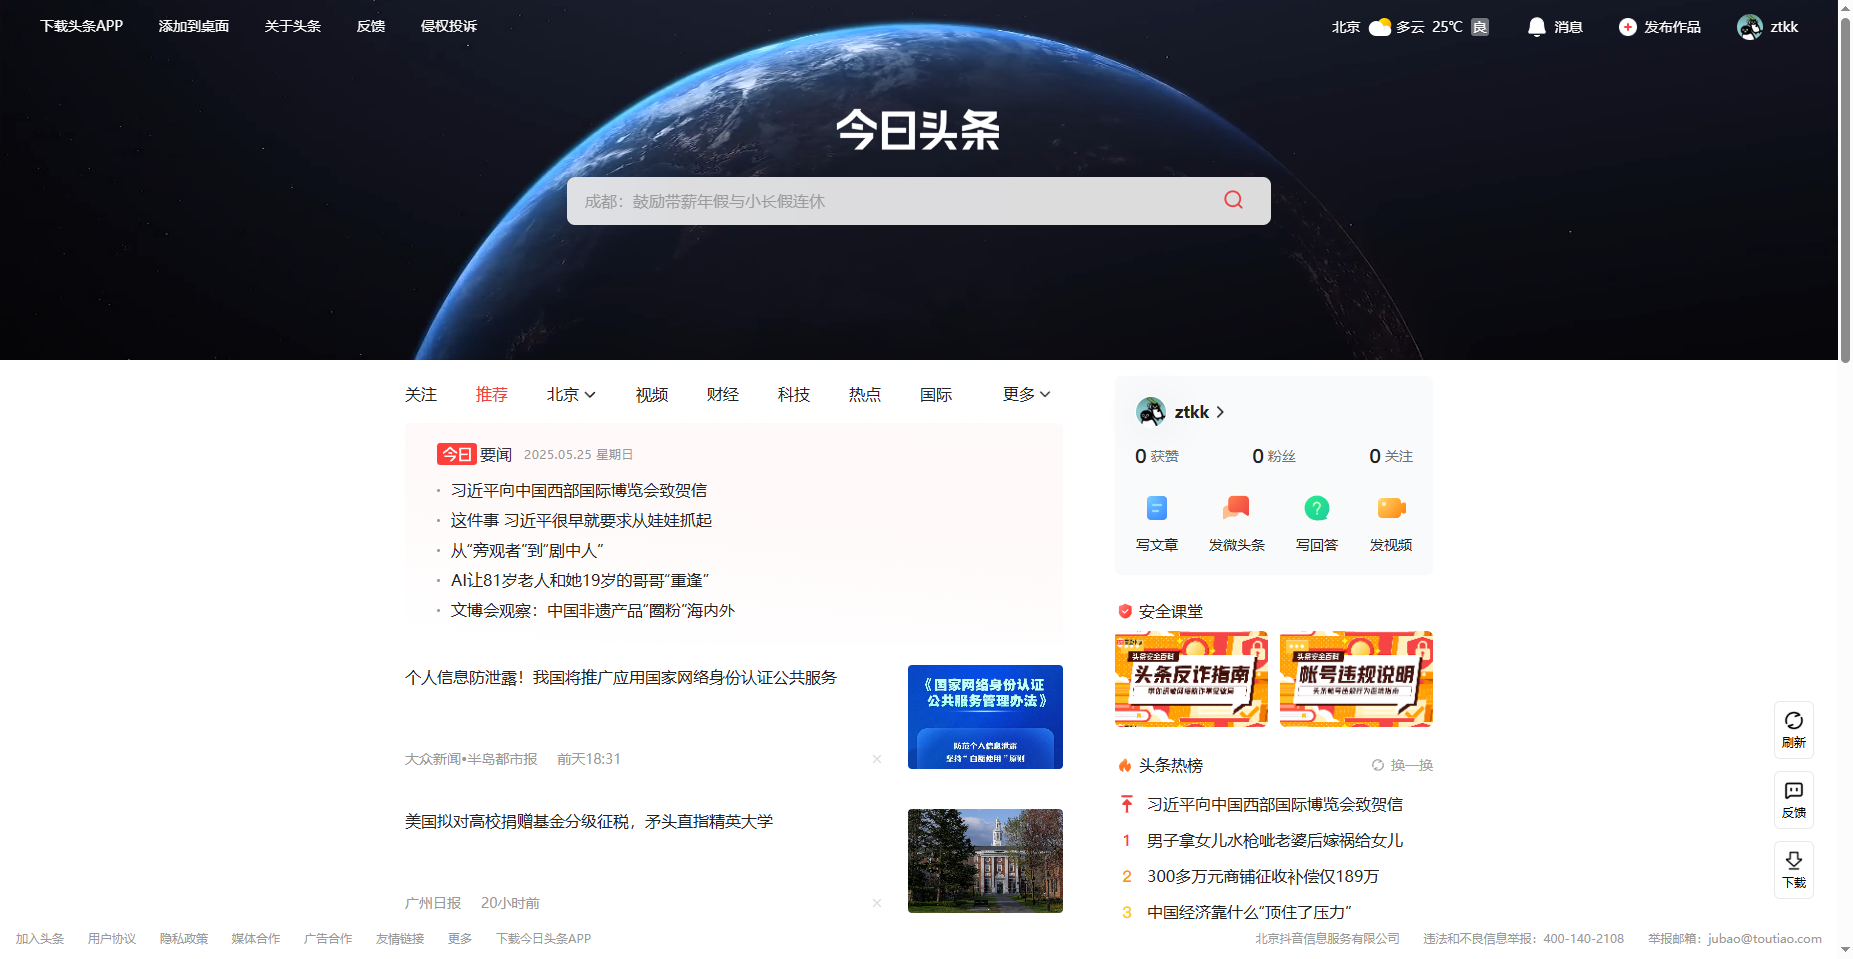 下载头条APP 添加到桌面 关于头条 反馈 侵权投诉 北京 多云 25℃ 良 消息 发布作品 ztkk
今日头条
成都：鼓励带薪年假与小长假连休
关注 推荐 北京 视频 财经 科技 热点 国际 更多
今日要闻 2025.05.25 星期日
· 习近平向中国西部国际博览会致贺信
· 这件事 习近平很早就要求从娃娃抓起
· 从“旁观者”到“剧中人”
· AI让81岁老人和她19岁的哥哥“重逢”
· 文博会观察：中国非遗产品“圈粉”海内外
个人信息防泄露！我国将推广应用国家网络身份认证公共服务
大众新闻•半岛都市报 前天18:31
《国家网络身份认证
公共服务管理办法》
防范个人信息泄露
坚持“自愿使用”原则
美国拟对高校捐赠基金分级征税，矛头直指精英大学
广州日报 20小时前
ztkk
0 获赞 0 粉丝 0 关注
写文章 发微头条 写回答 发视频
安全课堂
头条安全百科
头条反诈指南
头条安全百科
帐号违规说明
头条热榜 换一换
习近平向中国西部国际博览会致贺信
1 男子拿女儿水枪呲老婆后嫁祸给女儿
2 300多万元商铺征收补偿仅189万
3 中国经济靠什么“顶住了压力”
刷新
反馈
下载
加入头条 用户协议 隐私政策 媒体合作 广告合作 友情链接 更多 下载今日头条APP 北京抖音信息服务有限公司 违法和不良信息举报：400-140-2108 举报邮箱：jubao@toutiao.com